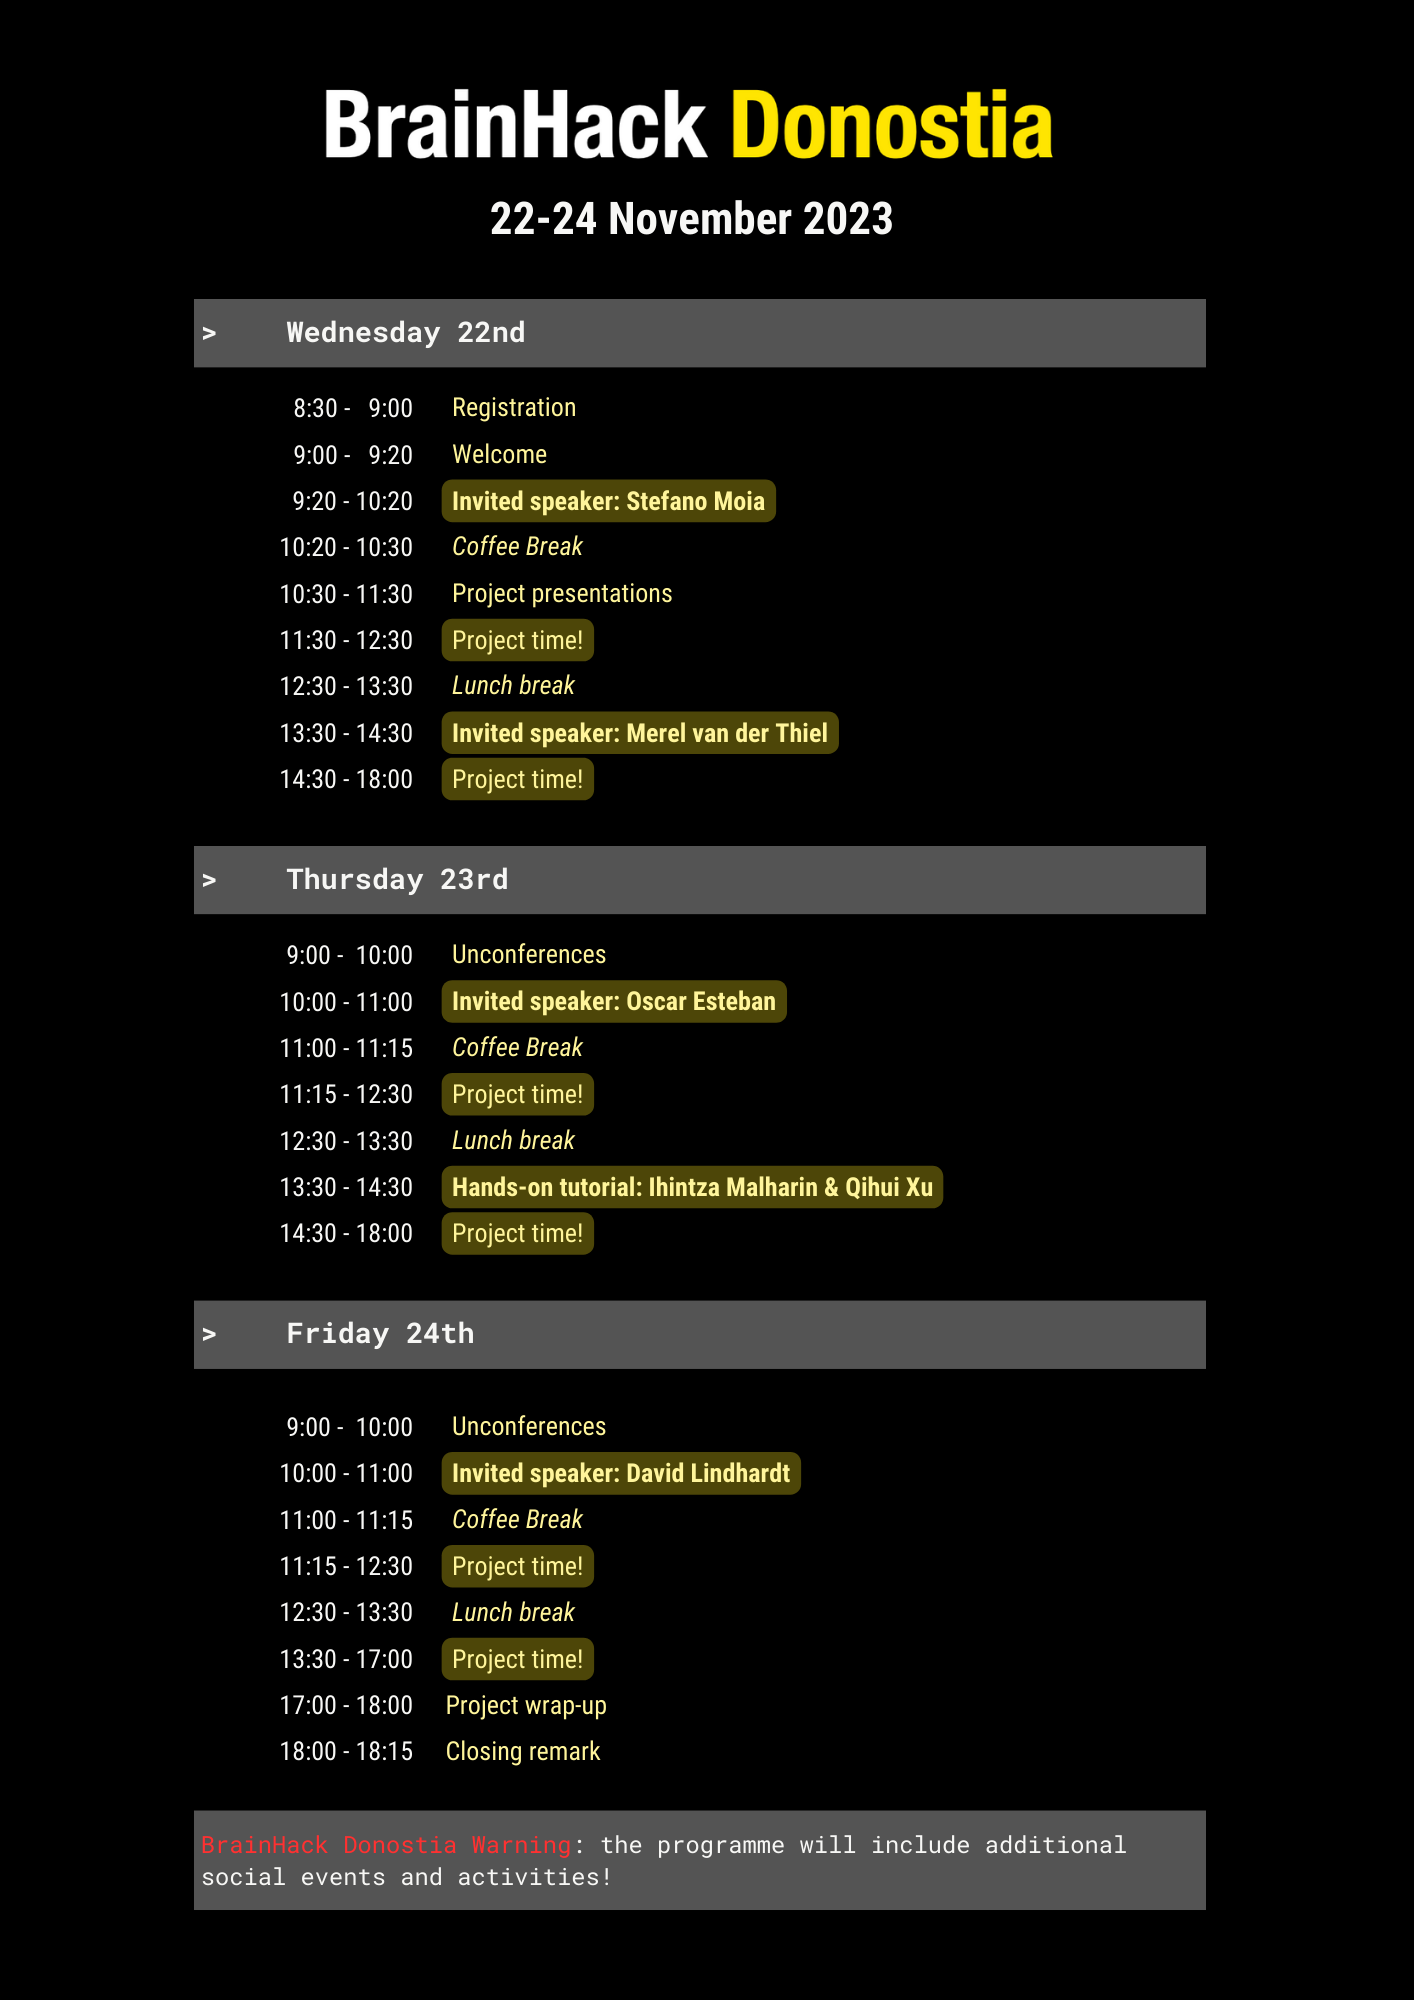 BrainHack Donostia
22-24 November 2023
> Wednesday 22nd
8:30 - 9:00 Registration
9:00 - 9:20 Welcome
9:20 - 10:20 Invited speaker: Stefano Moia
10:20 - 10:30 Coffee Break
10:30 - 11:30 Project presentations
11:30 - 12:30 Project time!
12:30 - 13:30 Lunch break
13:30 - 14:30 Invited speaker: Merel van der Thiel
14:30 - 18:00 Project time!
> Thursday 23rd
9:00 - 10:00 Unconferences
10:00 - 11:00 Invited speaker: Oscar Esteban
11:00 - 11:15 Coffee Break
11:15 - 12:30 Project time!
12:30 - 13:30 Lunch break
13:30 - 14:30 Hands-on tutorial: Ihintza Malharin & Qihui Xu
14:30 - 18:00 Project time!
> Friday 24th
9:00 - 10:00 Unconferences
10:00 - 11:00 Invited speaker: David Lindhardt
11:00 - 11:15 Coffee Break
11:15 - 12:30 Project time!
12:30 - 13:30 Lunch break
13:30 - 17:00 Project time!
17:00 - 18:00 Project wrap-up
18:00 - 18:15 Closing remark
BrainHack Donostia Warning: the programme will include additional
social events and activities!